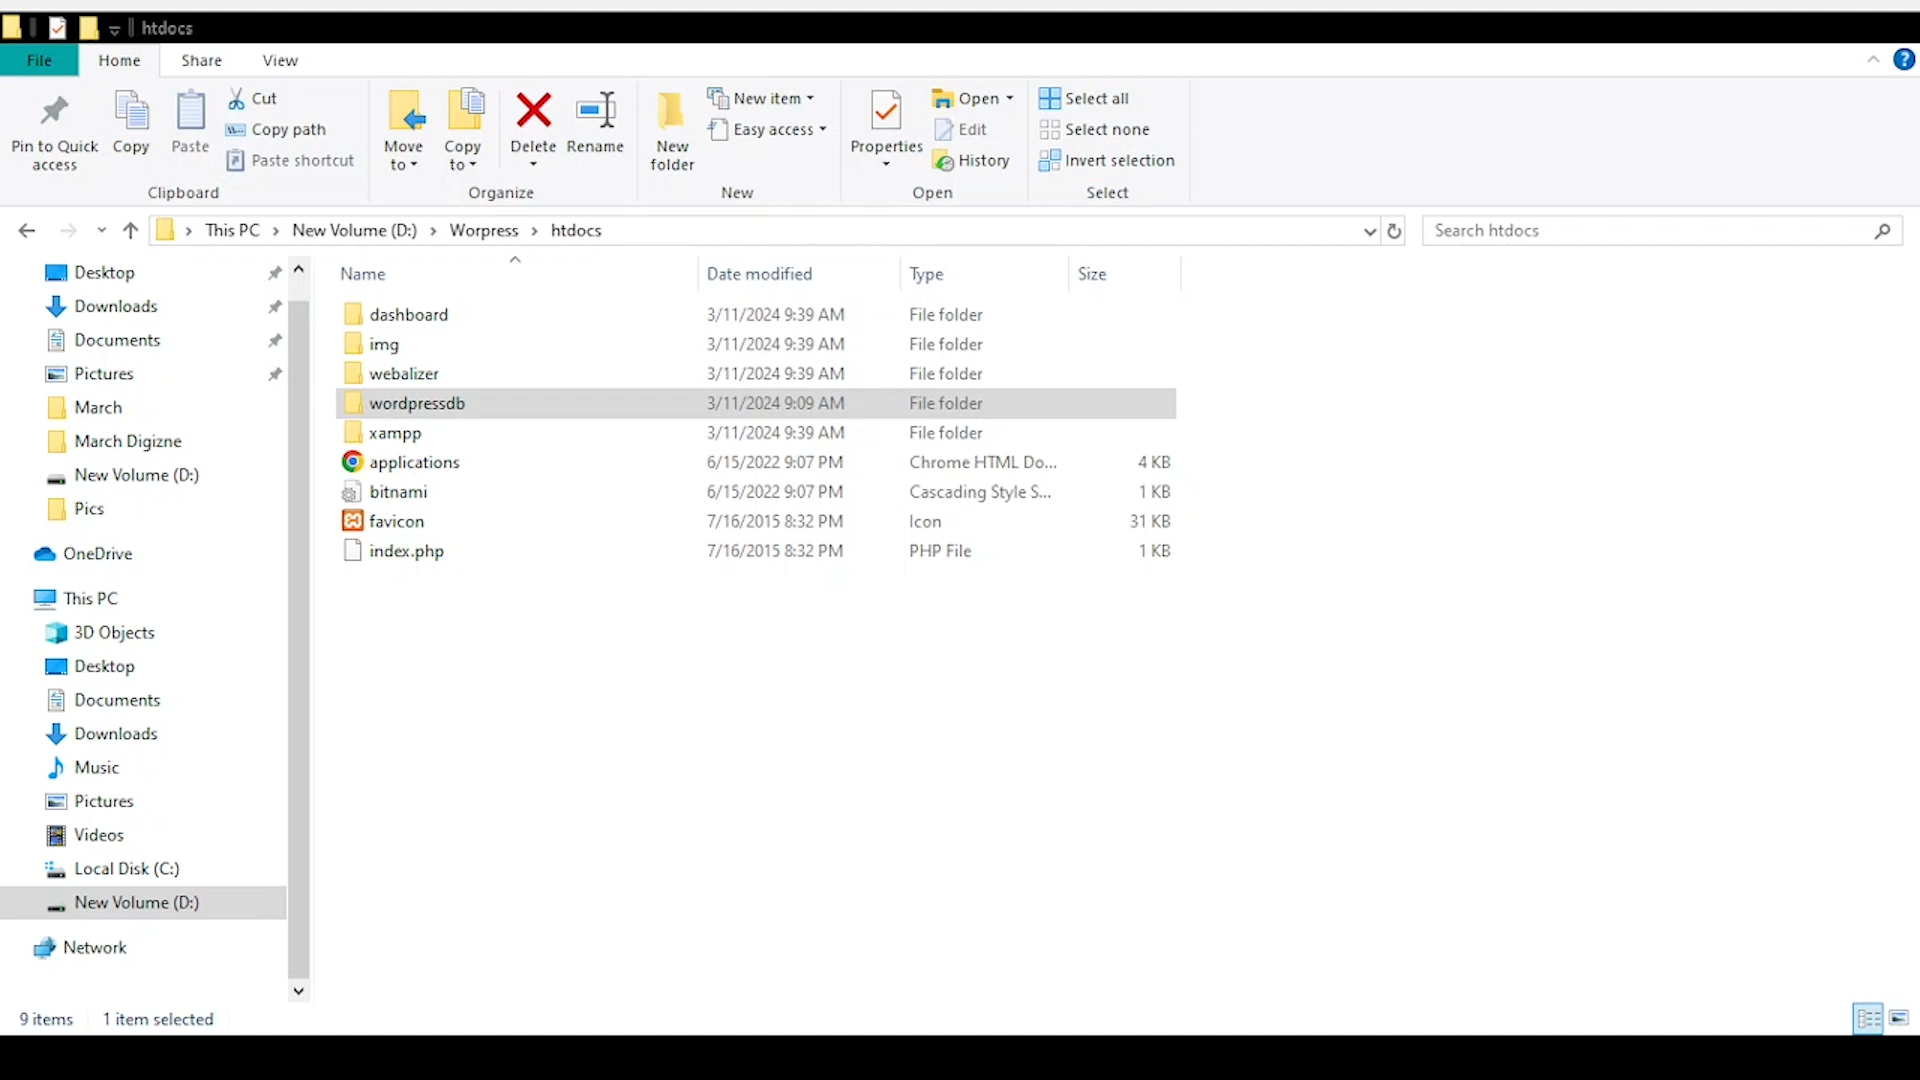 htdocs
File Home Share View
Pin to Quick access
Copy
Paste
Cut
Copy path
Paste shortcut
Clipboard
Move to
Copy to
Delete
Rename
Organize
New folder
New item
Easy access
New
Properties
Open
Edit
History
Open
Select all
Select none
Invert selection
Select
This PC > New Volume (D:) > Worpress > htdocs
Search htdocs
Desktop
Downloads
Documents
Pictures
March
March Digizne
New Volume (D:)
Pics
OneDrive
This PC
3D Objects
Desktop
Documents
Downloads
Music
Pictures
Videos
Local Disk (C:)
New Volume (D:)
Network
Name Date modified Type Size
dashboard 3/11/2024 9:39 AM File folder
img 3/11/2024 9:39 AM File folder
webalizer 3/11/2024 9:39 AM File folder
wordpressdb 3/11/2024 9:09 AM File folder
xampp 3/11/2024 9:39 AM File folder
applications 6/15/2022 9:07 PM Chrome HTML Do... 4 KB
bitnami 6/15/2022 9:07 PM Cascading Style S... 1 KB
favicon 7/16/2015 8:32 PM Icon 31 KB
index.php 7/16/2015 8:32 PM PHP File 1 KB
9 items 1 item selected